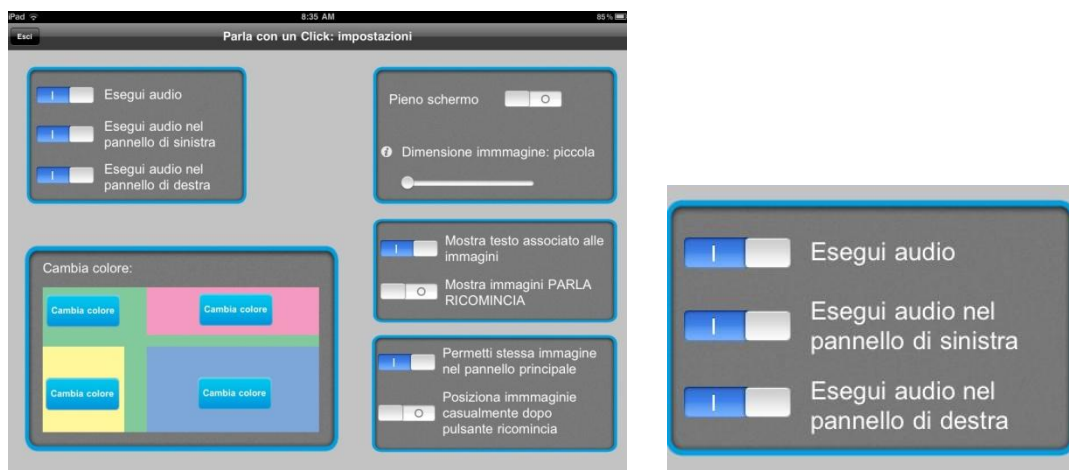 iPad 8:35 AM 85%
Esci Parla con un Click: impostazioni
Esegui audio
Esegui audio nel
pannello di sinistra
Esegui audio nel
pannello di destra
Pieno schermo
Dimensione immmagine: piccola
Mostra testo associato alle
immagini
Mostra immagini PARLA
RICOMINCIA
Cambia colore:
Cambia colore
Cambia colore
Cambia colore
Cambia colore
Permetti stessa immagine
nel pannello principale
Posiziona immmaginie
casualmente dopo
pulsante ricomincia
Esegui audio
Esegui audio nel
pannello di sinistra
Esegui audio nel
pannello di destra